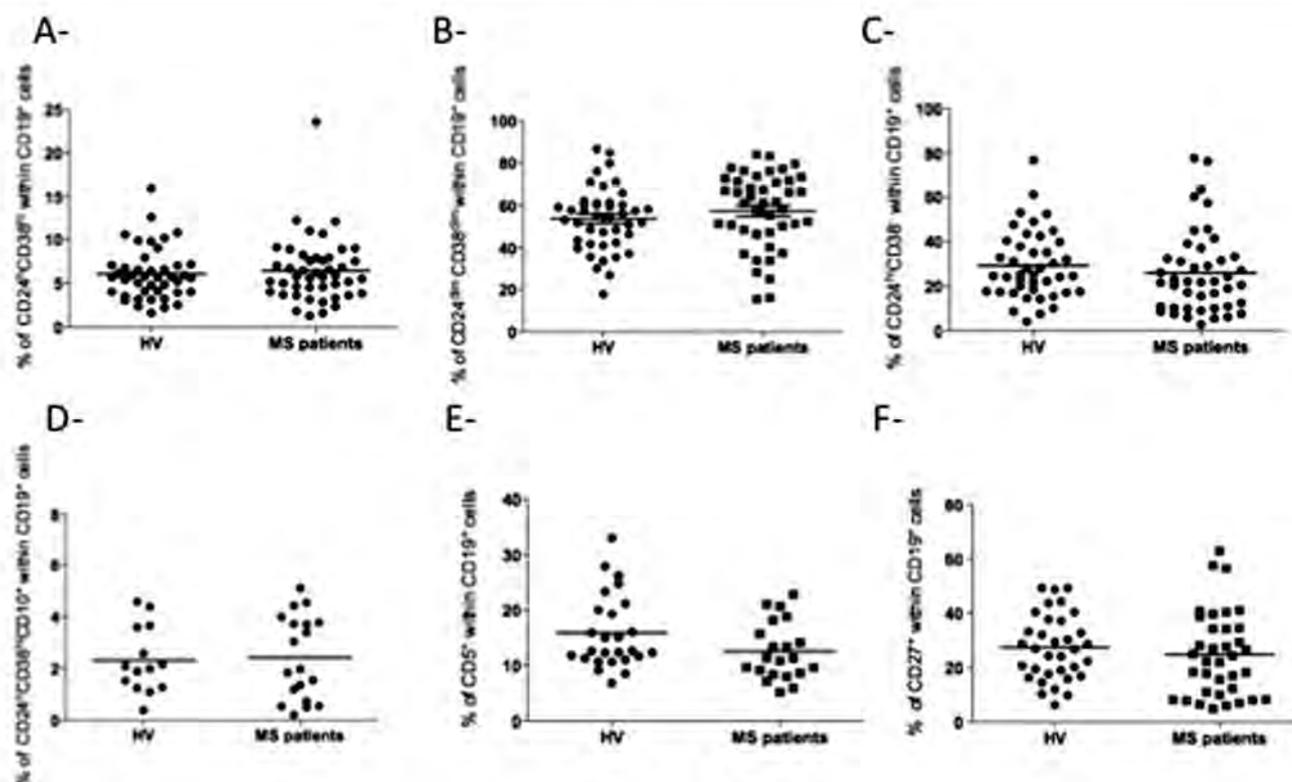 A-
% of CD24ʰⁱCD38ʰⁱ within CD19⁺ cells
25
20
15
10
5
0
HV
MS patients
B-
% of CD24ᵈⁱᵐCD38ᵈⁱᵐ within CD19⁺ cells
100
80
60
40
20
0
HV
MS patients
C-
% of CD24ʰⁱCD38⁻ within CD19⁺ cells
100
80
60
40
20
0
HV
MS patients
D-
% of CD24ʰⁱCD38ʰⁱCD10⁺ within CD19⁺ cells
8
6
4
2
0
HV
MS patients
E-
% of CD5⁺ within CD19⁺ cells
40
30
20
10
0
HV
MS patients
F-
% of CD27⁺ within CD19⁺ cells
80
60
40
20
0
HV
MS patients